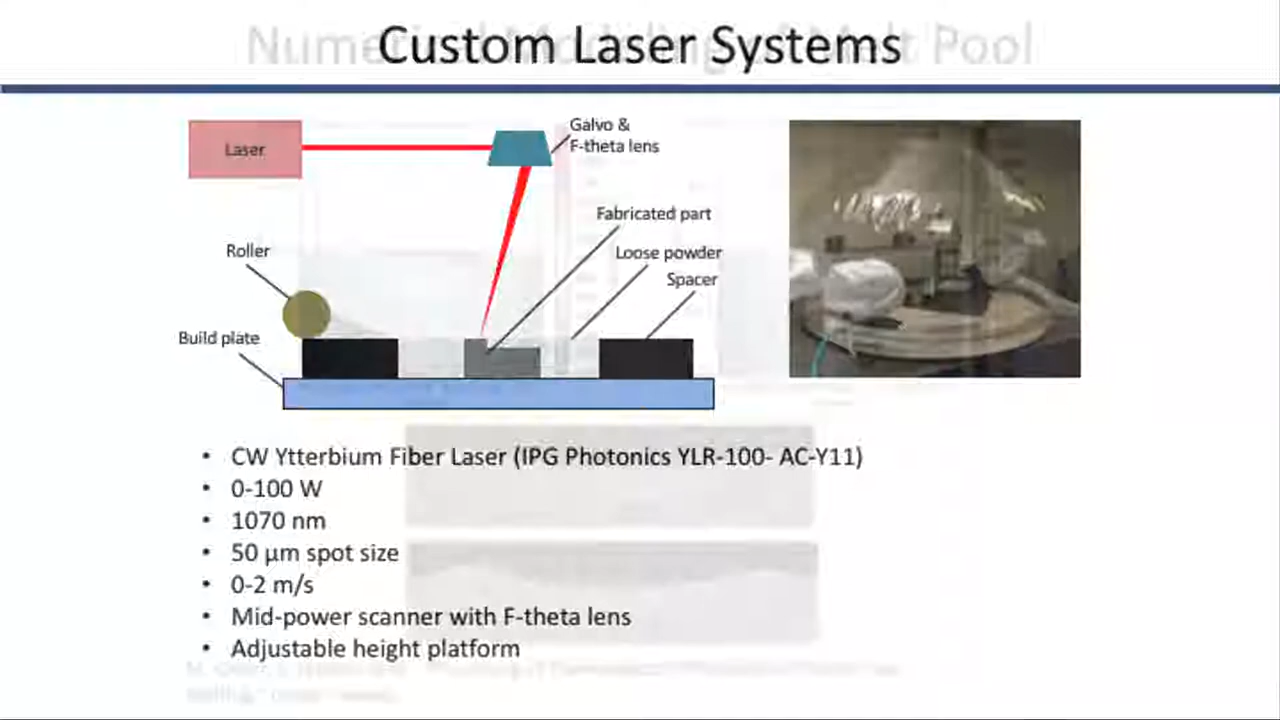 Custom Laser Systems
Laser
Galvo &
F-theta lens
Fabricated part
Roller
Loose powder
Spacer
Build plate
• CW Ytterbium Fiber Laser (IPG Photonics YLR-100- AC-Y11)
• 0-100 W
• 1070 nm
• 50 µm spot size
• 0-2 m/s
• Mid-power scanner with F-theta lens
• Adjustable height platform